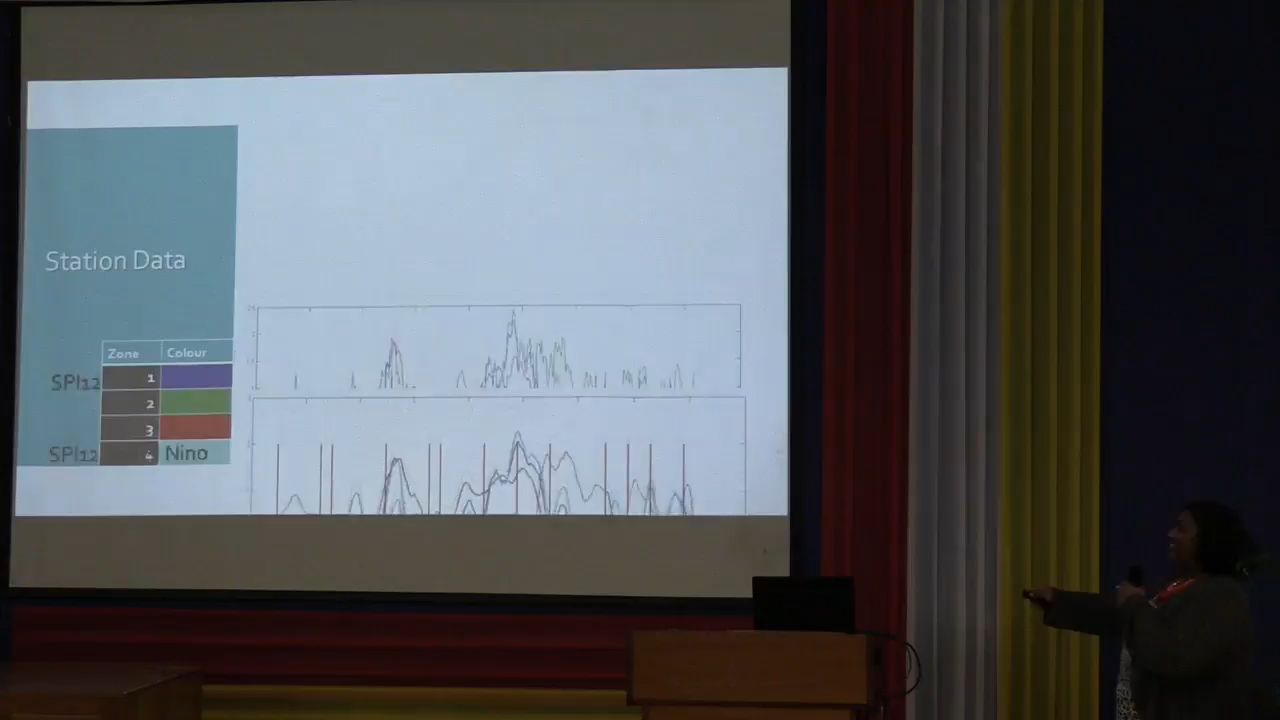 Station Data
Zone Colour
SPI12 1
2
3
SPI12 4 Nino